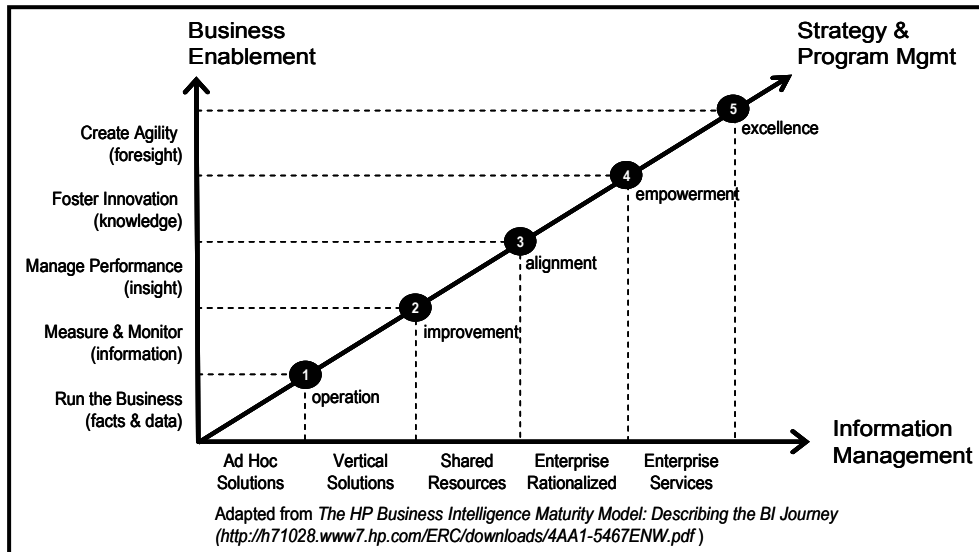 Business
Enablement
Strategy &
Program Mgmt
Create Agility
(foresight)
Foster Innovation
(knowledge)
Manage Performance
(insight)
Measure & Monitor
(information)
Run the Business
(facts & data)
5
excellence
4
empowerment
3
alignment
2
improvement
1
operation
Information
Management
Ad Hoc
Solutions
Vertical
Solutions
Shared
Resources
Enterprise
Rationalized
Enterprise
Services
Adapted from The HP Business Intelligence Maturity Model: Describing the BI Journey
(http://h71028.www7.hp.com/ERC/downloads/4AA1-5467ENW.pdf )